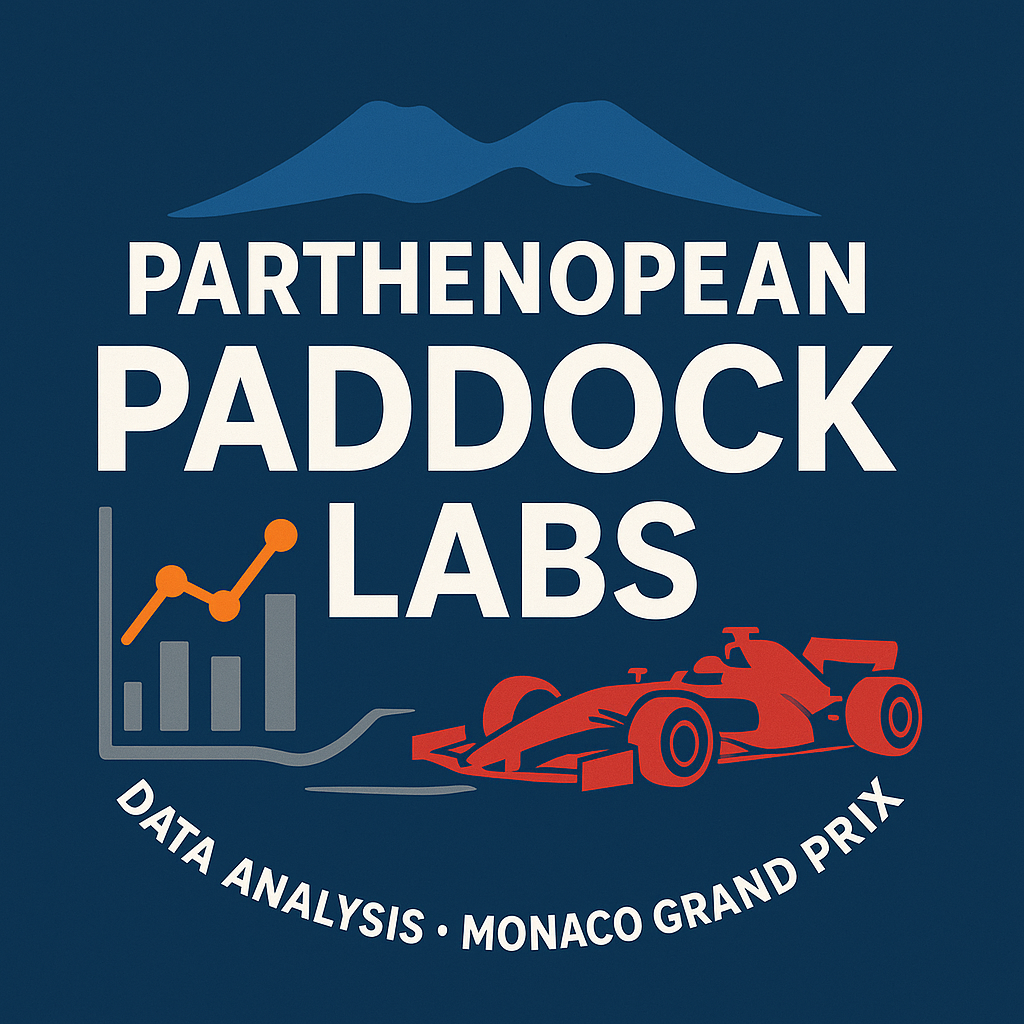 PARTHENOPEAN
PADDOCK
LABS
DATA ANALYSIS · MONACO GRAND PRIX